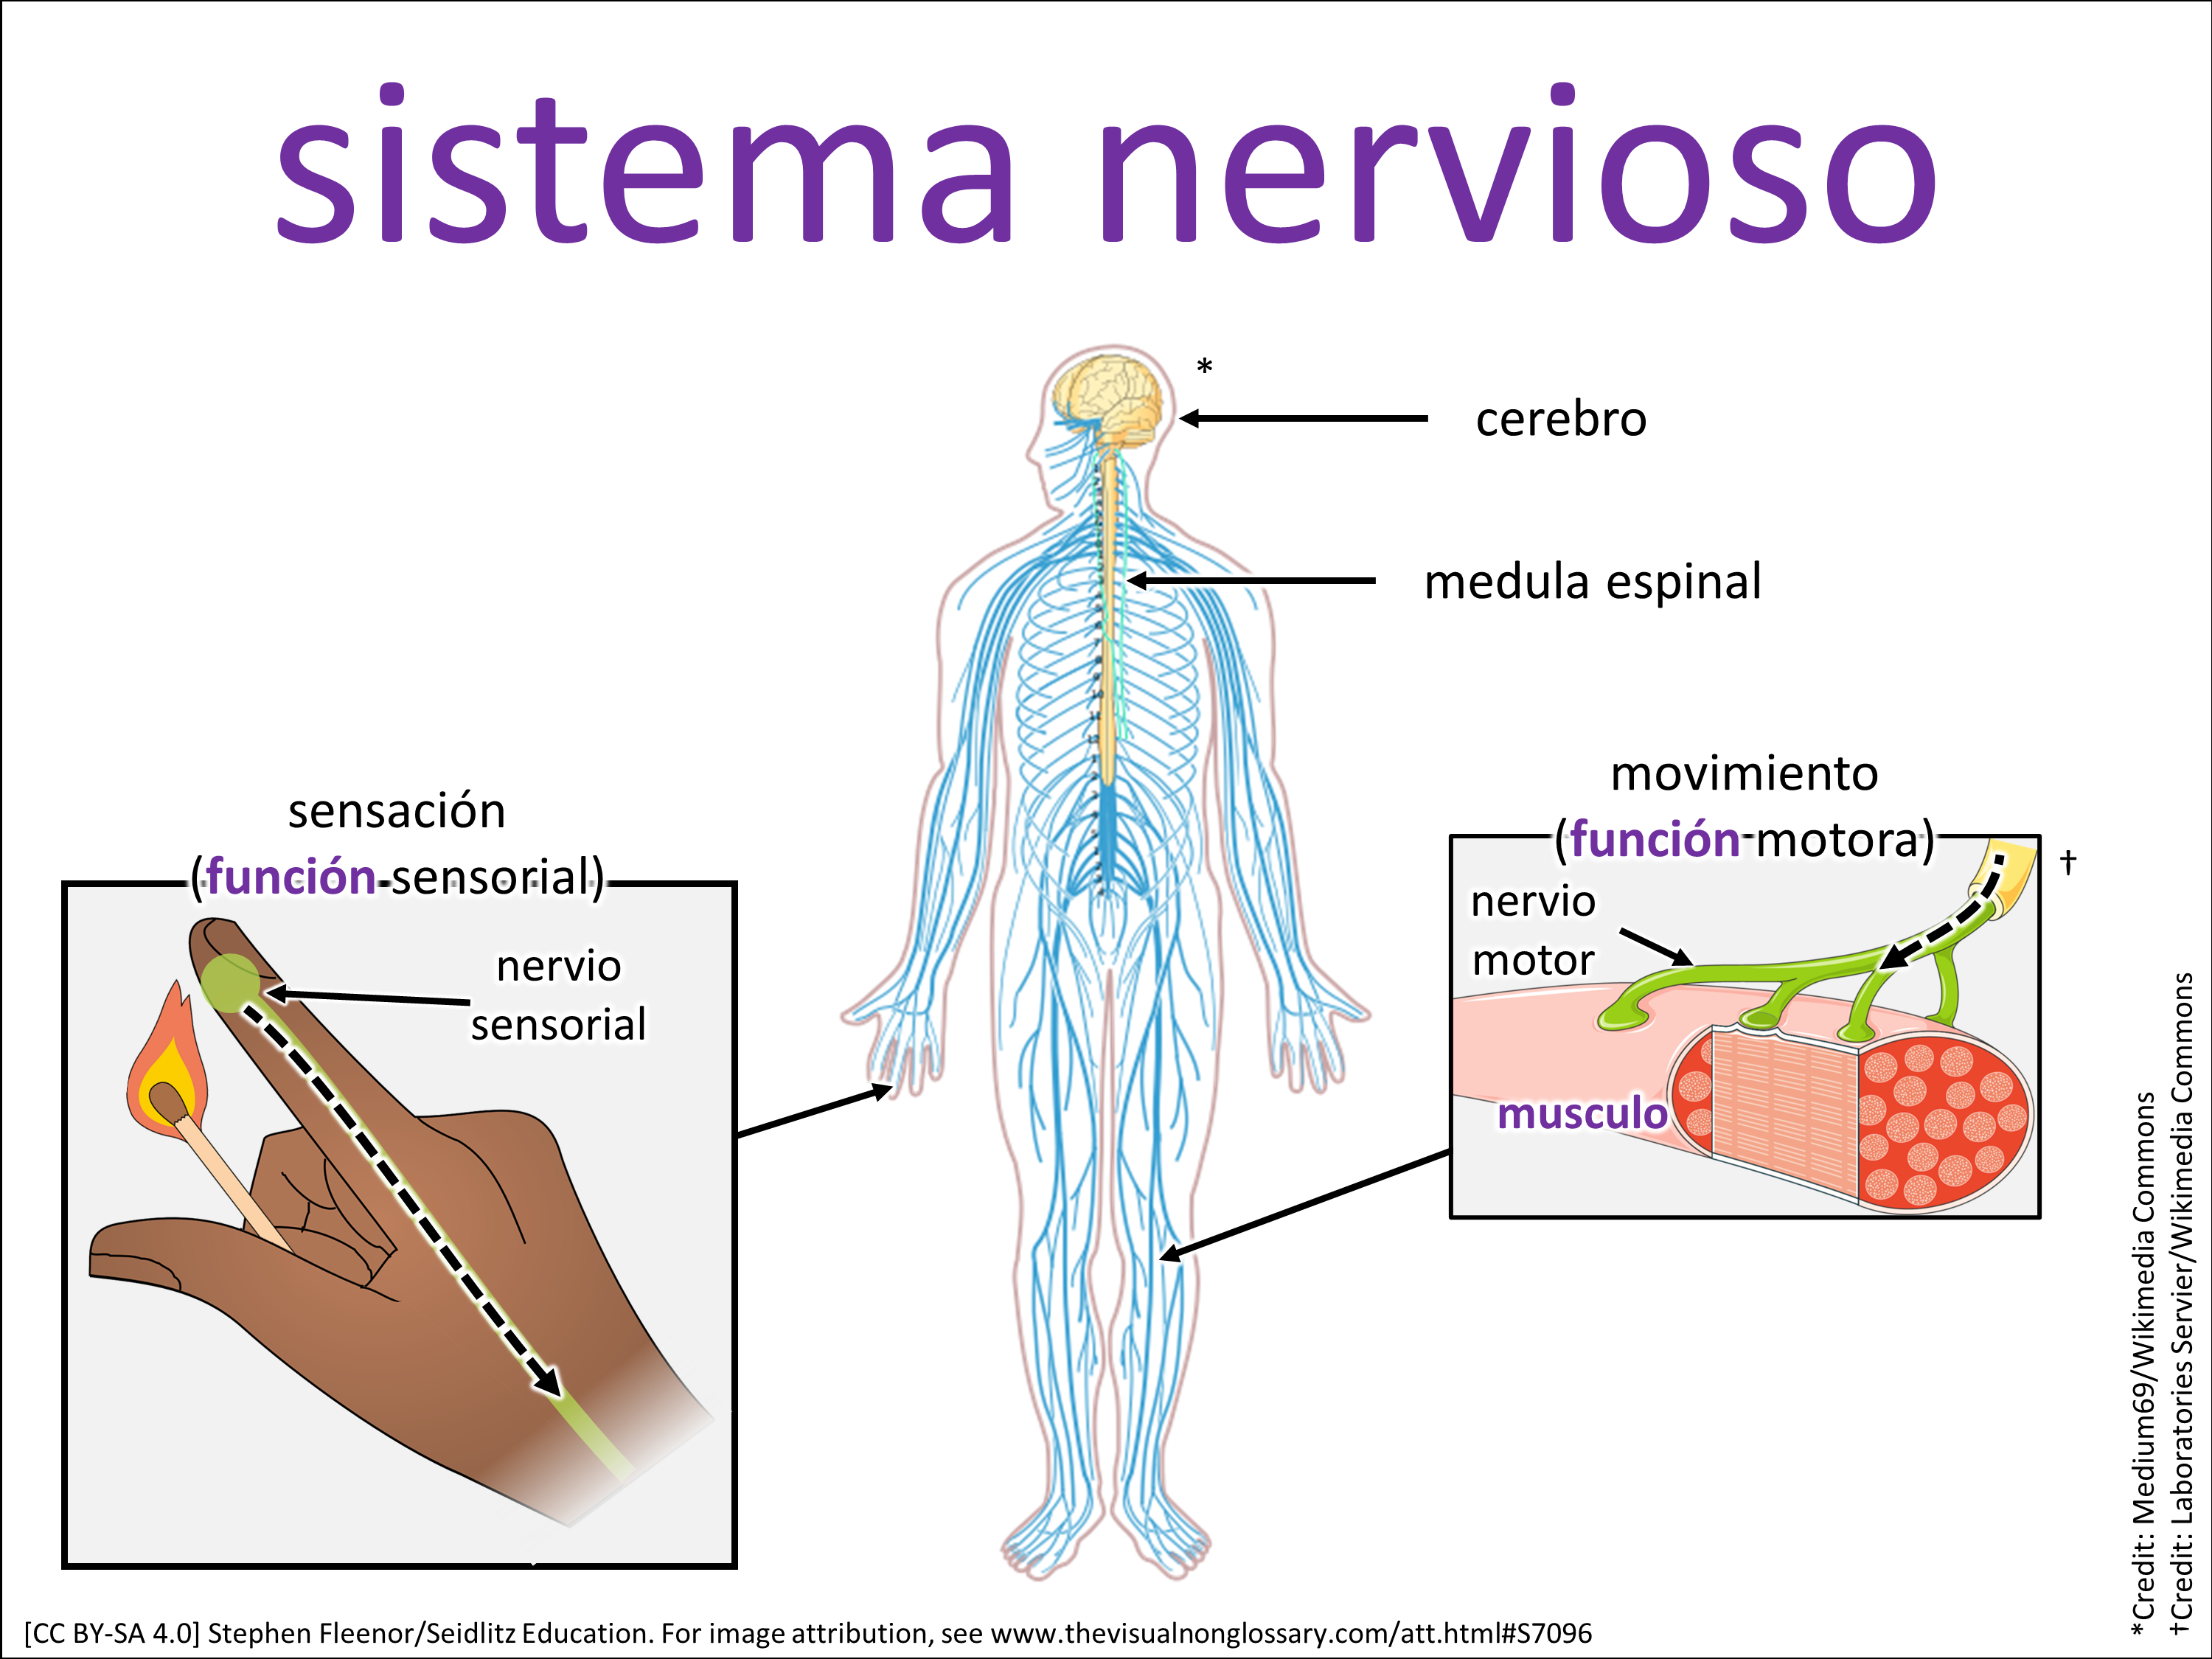 sistema nervioso
*
cerebro
medula espinal
sensación
(función sensorial)
nervio
sensorial
movimiento
(función motora)
†
nervio
motor
musculo
*Credit: Medium69/Wikimedia Commons
†Credit: Laboratories Servier/Wikimedia Commons
[CC BY-SA 4.0] Stephen Fleenor/Seidlitz Education. For image attribution, see www.thevisualnonglossary.com/att.html#S7096